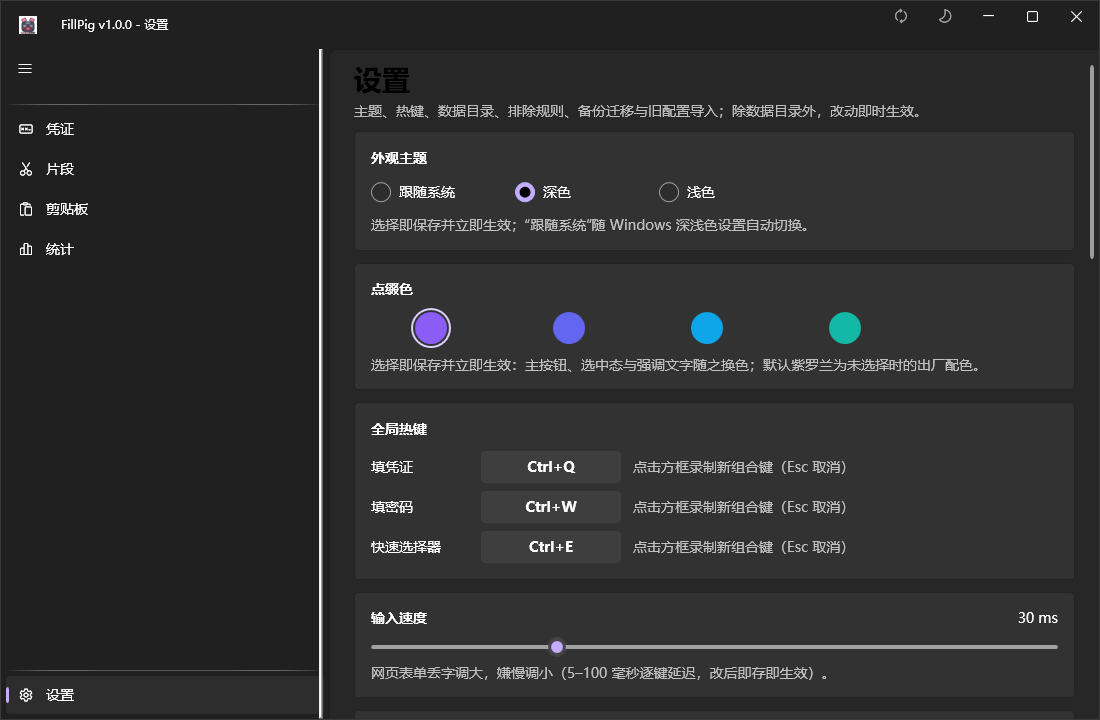 FillPig v1.0.0 - 设置
凭证
片段
剪贴板
统计
设置
设置
主题、热键、数据目录、排除规则、备份迁移与旧配置导入；除数据目录外，改动即时生效。
外观主题
跟随系统 深色 浅色
选择即保存并立即生效；“跟随系统”随 Windows 深浅色设置自动切换。
点缀色
选择即保存并立即生效：主按钮、选中态与强调文字随之换色；默认紫罗兰为未选择时的出厂配色。
全局热键
填凭证 Ctrl+Q 点击方框录制新组合键（Esc 取消）
填密码 Ctrl+W 点击方框录制新组合键（Esc 取消）
快速选择器 Ctrl+E 点击方框录制新组合键（Esc 取消）
输入速度 30 ms
网页表单丢字调大，嫌慢调小（5–100 毫秒逐键延迟，改后即存即生效）。